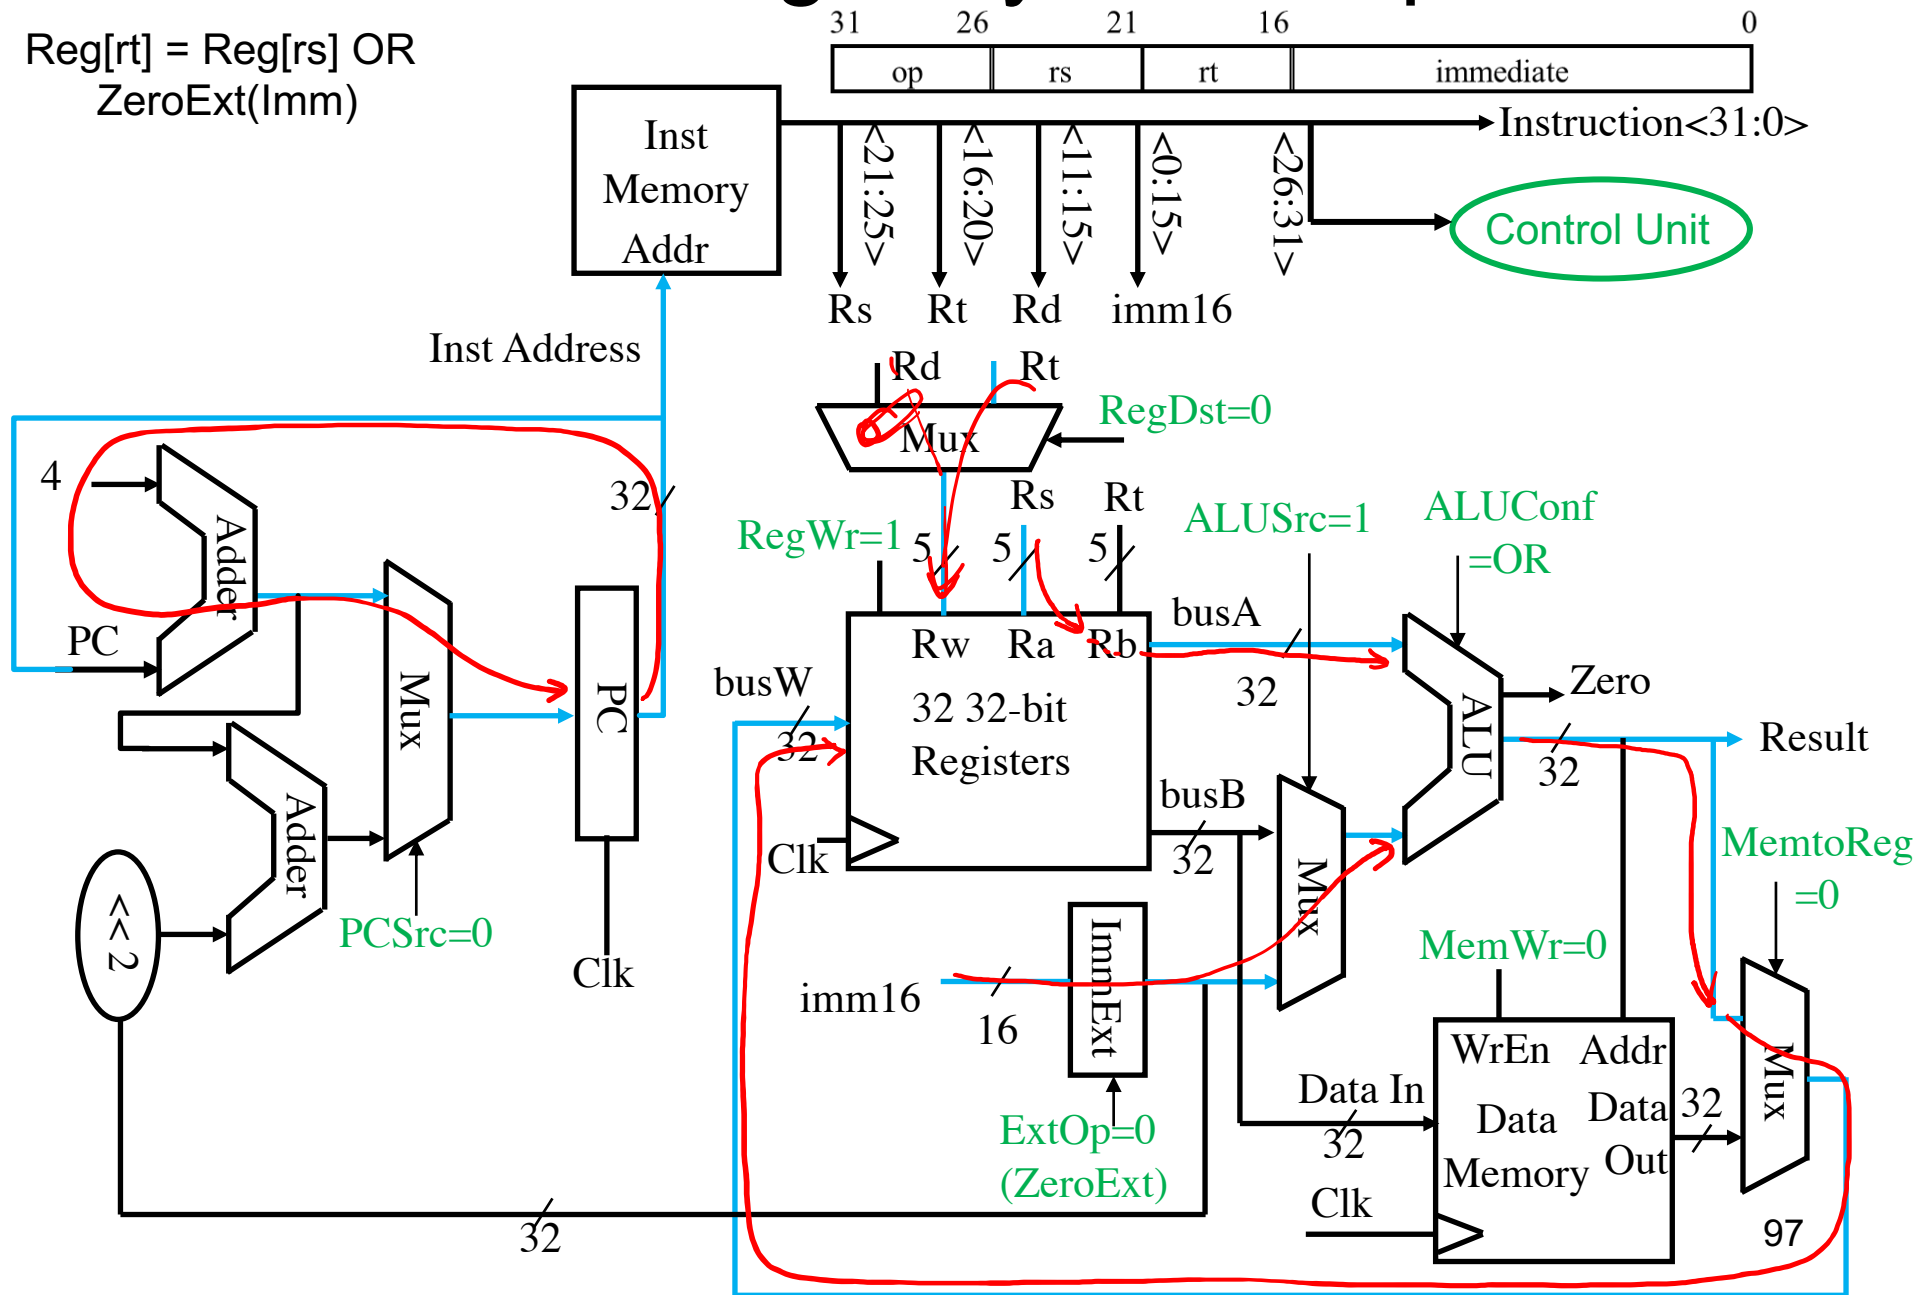 31 26 21 16 0
Reg[rt] = Reg[rs] OR
ZeroExt(Imm)
op rs rt immediate
Inst
Memory
Addr
Instruction<31:0>
<21:25>
<16:20>
<11:15>
<0:15>
<26:31>
Control Unit
Rs Rt Rd imm16
Inst Address
Rd Rt
Mux
RegDst=0
4
Adder
PC
32
Mux
PC
Clk
PCSrc=0
Adder
<< 2
32
RegWr=1
5
Rs
5
Rt
5
ALUSrc=1
ALUConf
=OR
Rw Ra Rb
32 32-bit
Registers
busW
32
Clk
busA
32
busB
32
Mux
ALU
Zero
32
Result
imm16
16
ImmExt
ExtOp=0
(ZeroExt)
MemtoReg
=0
MemWr=0
WrEn Addr
Data In
32
Data
Memory
Data
Out
32
Clk
Mux
97